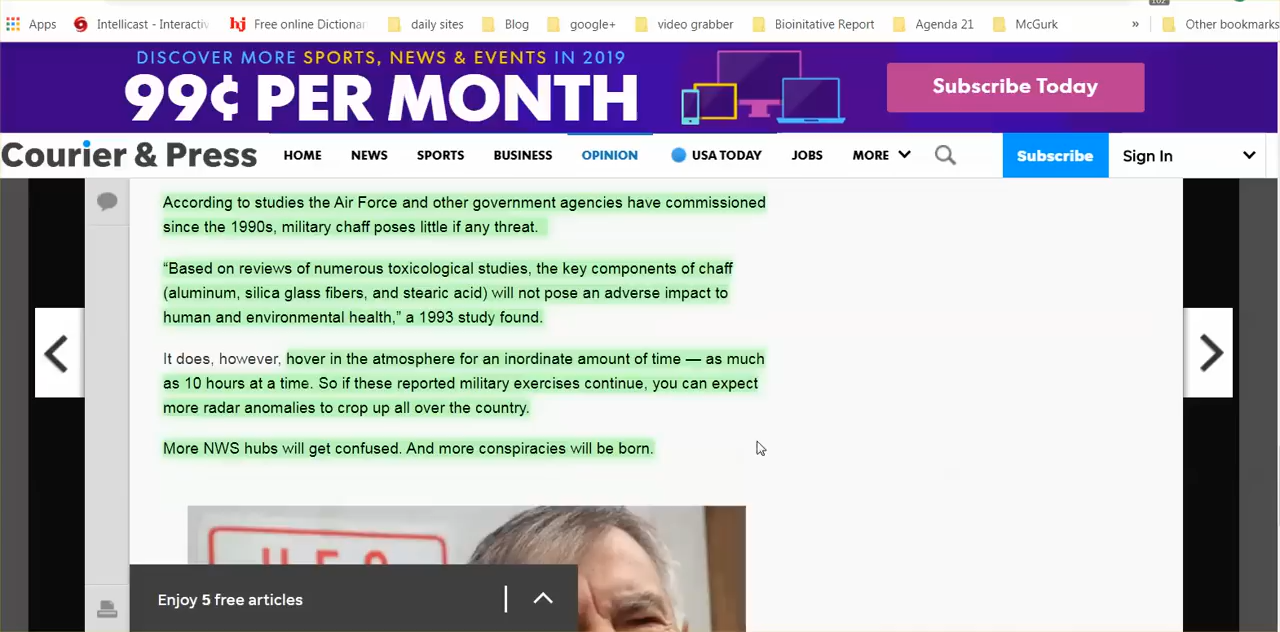 Apps Intellicast - Interactiv Free online Dictionar daily sites Blog google+ video grabber Bioinitative Report Agenda 21 McGurk » Other bookmarks
DISCOVER MORE SPORTS, NEWS & EVENTS IN 2019
99¢ PER MONTH
Subscribe Today
Courier & Press HOME NEWS SPORTS BUSINESS OPINION USA TODAY JOBS MORE Subscribe Sign In
According to studies the Air Force and other government agencies have commissioned
since the 1990s, military chaff poses little if any threat.
“Based on reviews of numerous toxicological studies, the key components of chaff
(aluminum, silica glass fibers, and stearic acid) will not pose an adverse impact to
human and environmental health,” a 1993 study found.
It does, however, hover in the atmosphere for an inordinate amount of time — as much
as 10 hours at a time. So if these reported military exercises continue, you can expect
more radar anomalies to crop up all over the country.
More NWS hubs will get confused. And more conspiracies will be born.
Enjoy 5 free articles